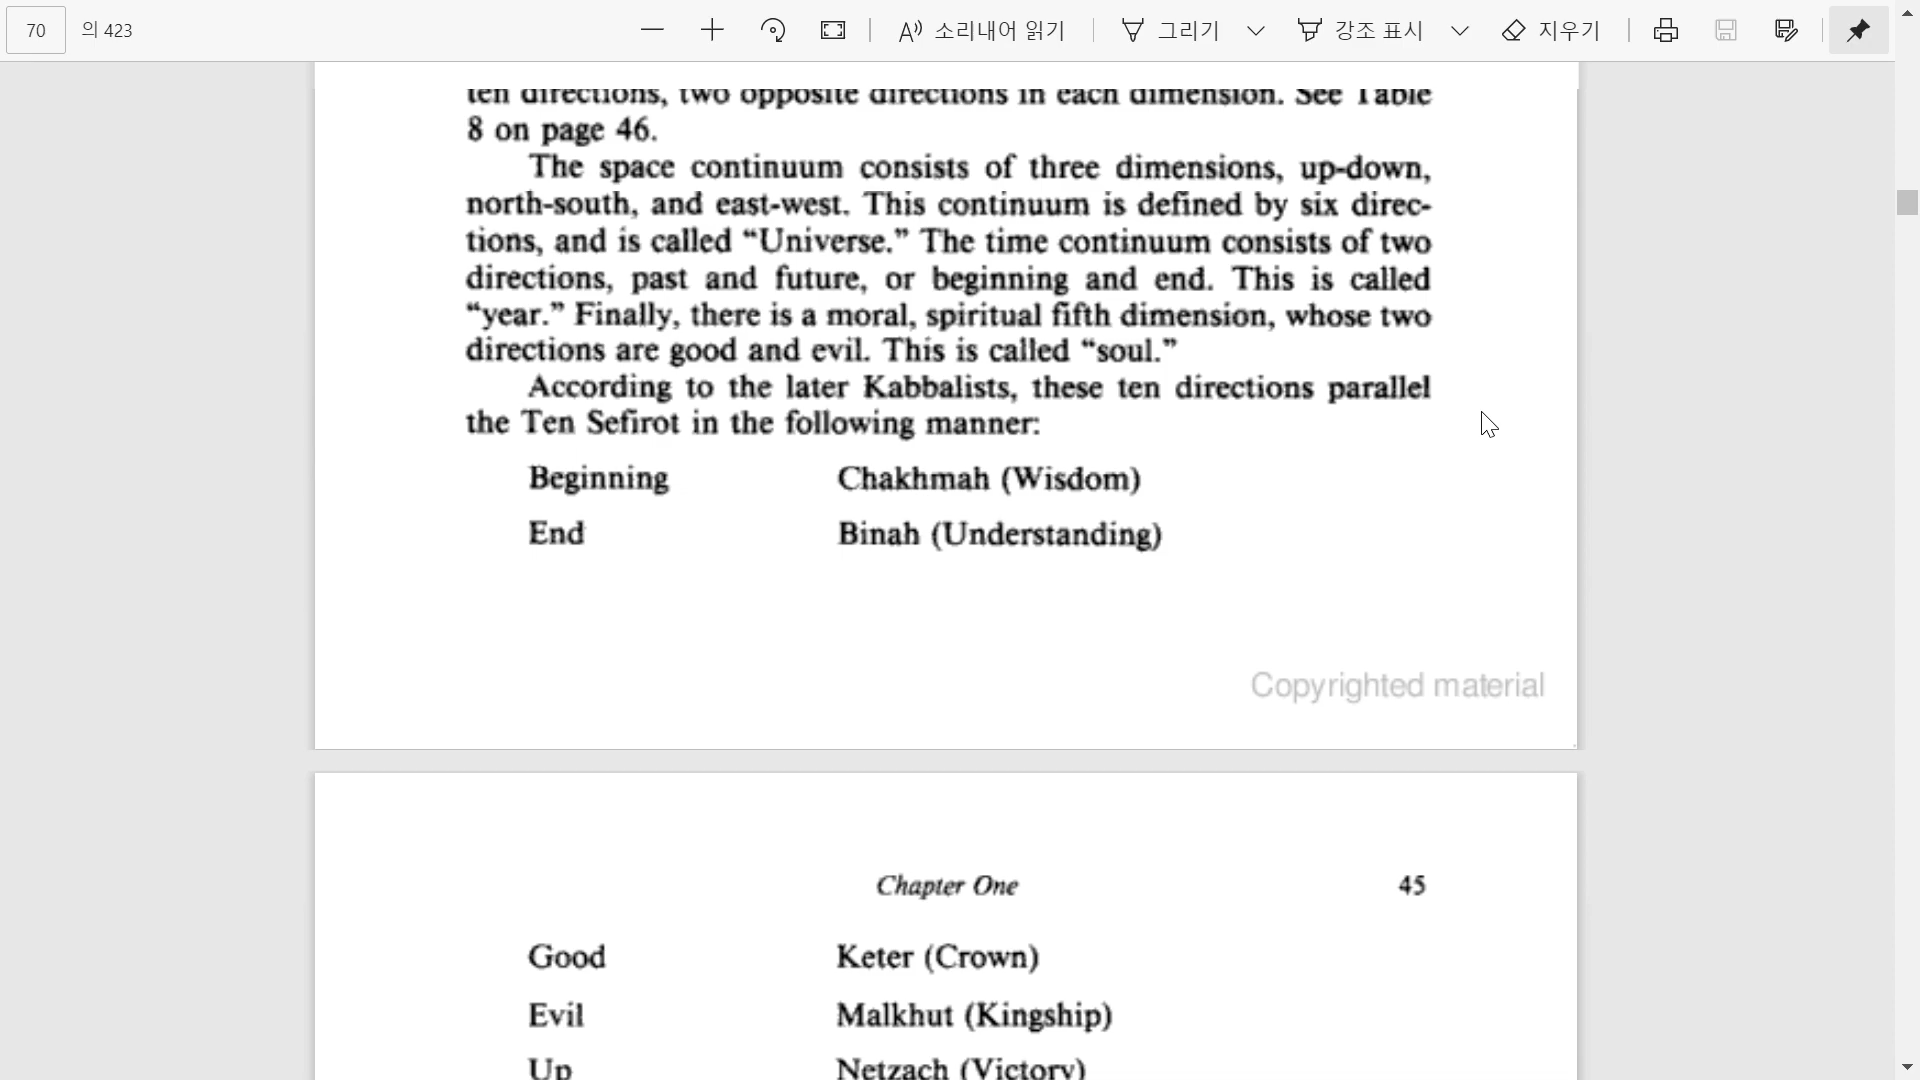 70 의 423 소리내어 읽기 그리기 강조 표시 지우기
ten directions, two opposite directions in each dimension. See Table
8 on page 46.
The space continuum consists of three dimensions, up-down,
north-south, and east-west. This continuum is defined by six direc-
tions, and is called “Universe.” The time continuum consists of two
directions, past and future, or beginning and end. This is called
“year.” Finally, there is a moral, spiritual fifth dimension, whose two
directions are good and evil. This is called “soul.”
According to the later Kabbalists, these ten directions parallel
the Ten Sefirot in the following manner:
Beginning Chakhmah (Wisdom)
End Binah (Understanding)
Copyrighted material
Chapter One 45
Good Keter (Crown)
Evil Malkhut (Kingship)
Up Netzach (Victory)